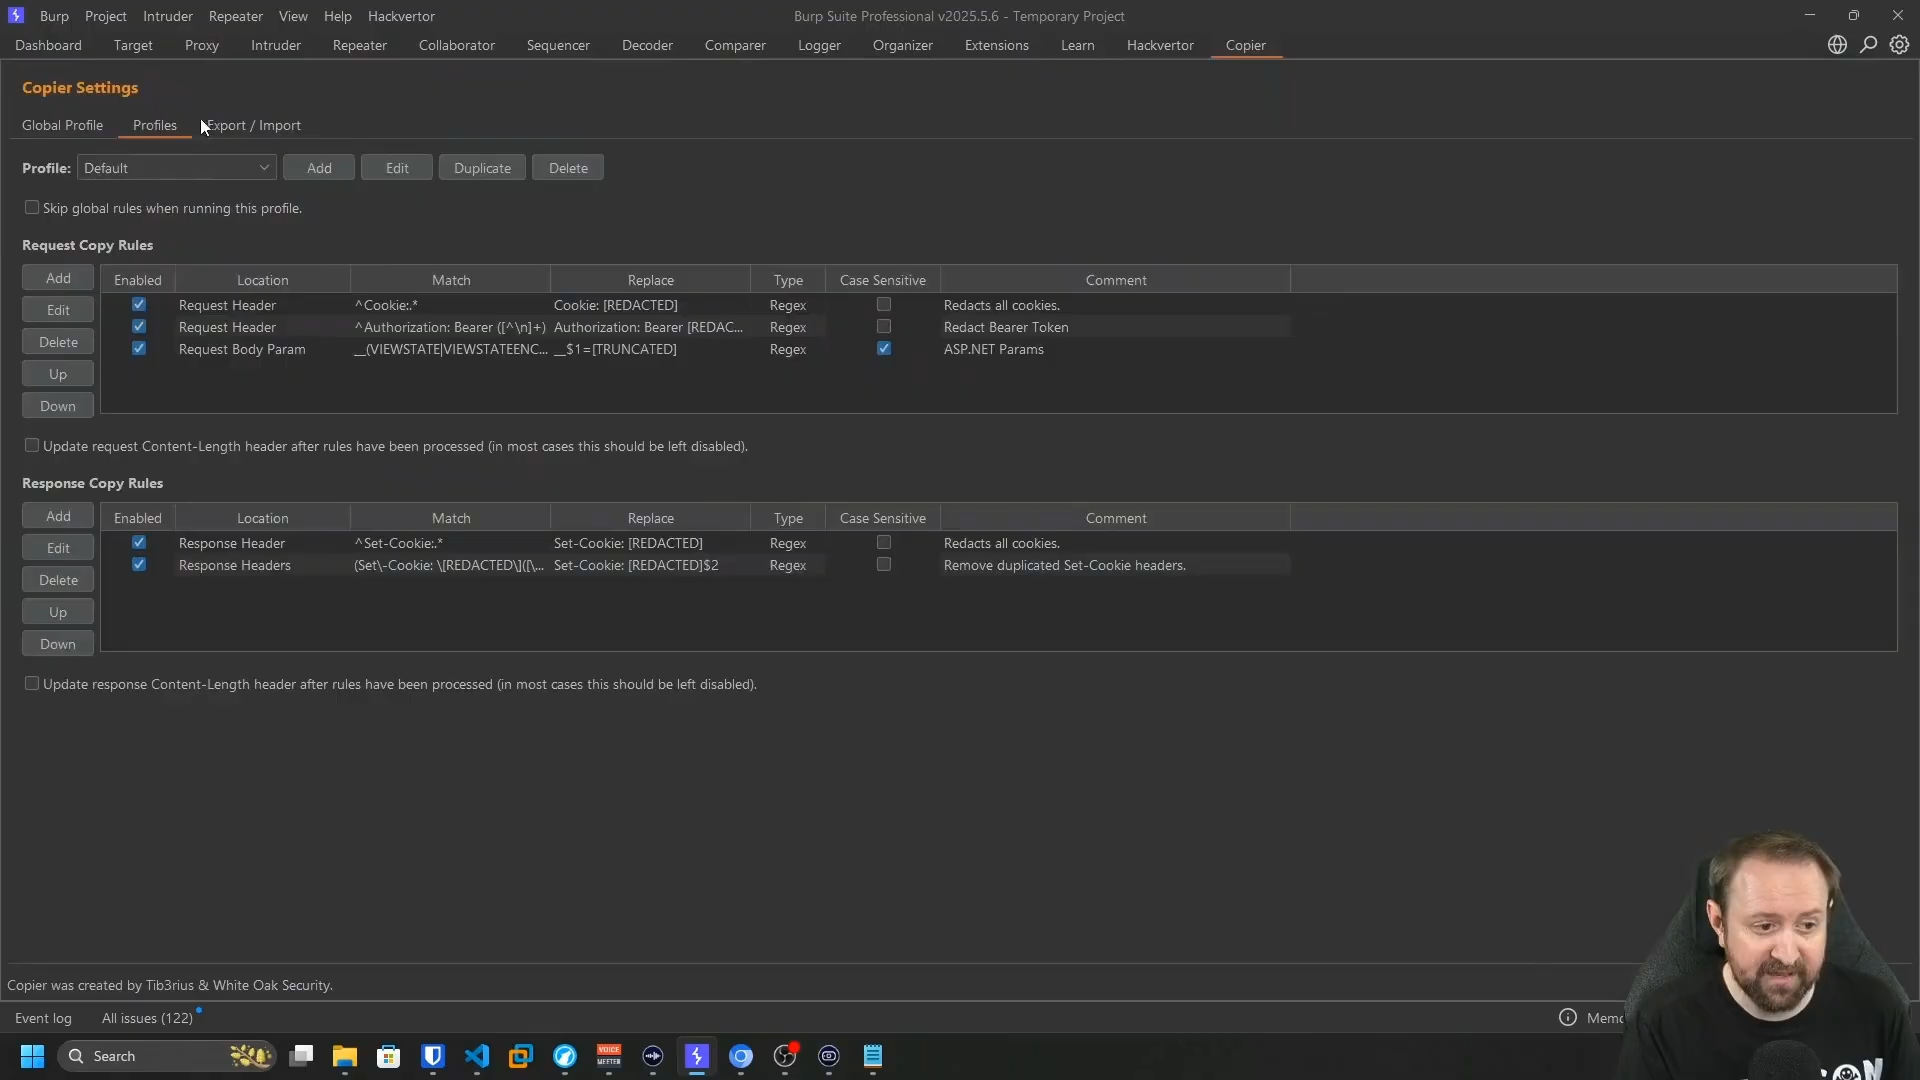 Burp Project Intruder Repeater View Help Hackvertor Burp Suite Professional v2025.5.6 - Temporary Project
Dashboard Target Proxy Intruder Repeater Collaborator Sequencer Decoder Comparer Logger Organizer Extensions Learn Hackvertor Copier
Copier Settings
Global Profile Profiles Export / Import
Profile: Default Add Edit Duplicate Delete
Skip global rules when running this profile.
Request Copy Rules
Add Enabled Location Match Replace Type Case Sensitive Comment
Request Header ^Cookie:.* Cookie: [REDACTED] Regex Redacts all cookies.
Edit
Request Header ^Authorization: Bearer ([^\n]+) Authorization: Bearer [REDAC... Regex Redact Bearer Token
Delete
Request Body Param __(VIEWSTATE|VIEWSTATEENC... __$1=[TRUNCATED] Regex ASP.NET Params
Up
Down
Update request Content-Length header after rules have been processed (in most cases this should be left disabled).
Response Copy Rules
Add Enabled Location Match Replace Type Case Sensitive Comment
Response Header ^Set-Cookie:.* Set-Cookie: [REDACTED] Regex Redacts all cookies.
Edit
Response Headers (Set\-Cookie: \[REDACTED\]([\... Set-Cookie: [REDACTED]$2 Regex Remove duplicated Set-Cookie headers.
Delete
Up
Down
Update response Content-Length header after rules have been processed (in most cases this should be left disabled).
Copier was created by Tib3rius & White Oak Security.
Event log All issues (122) Memo
Search VOICE MEETER